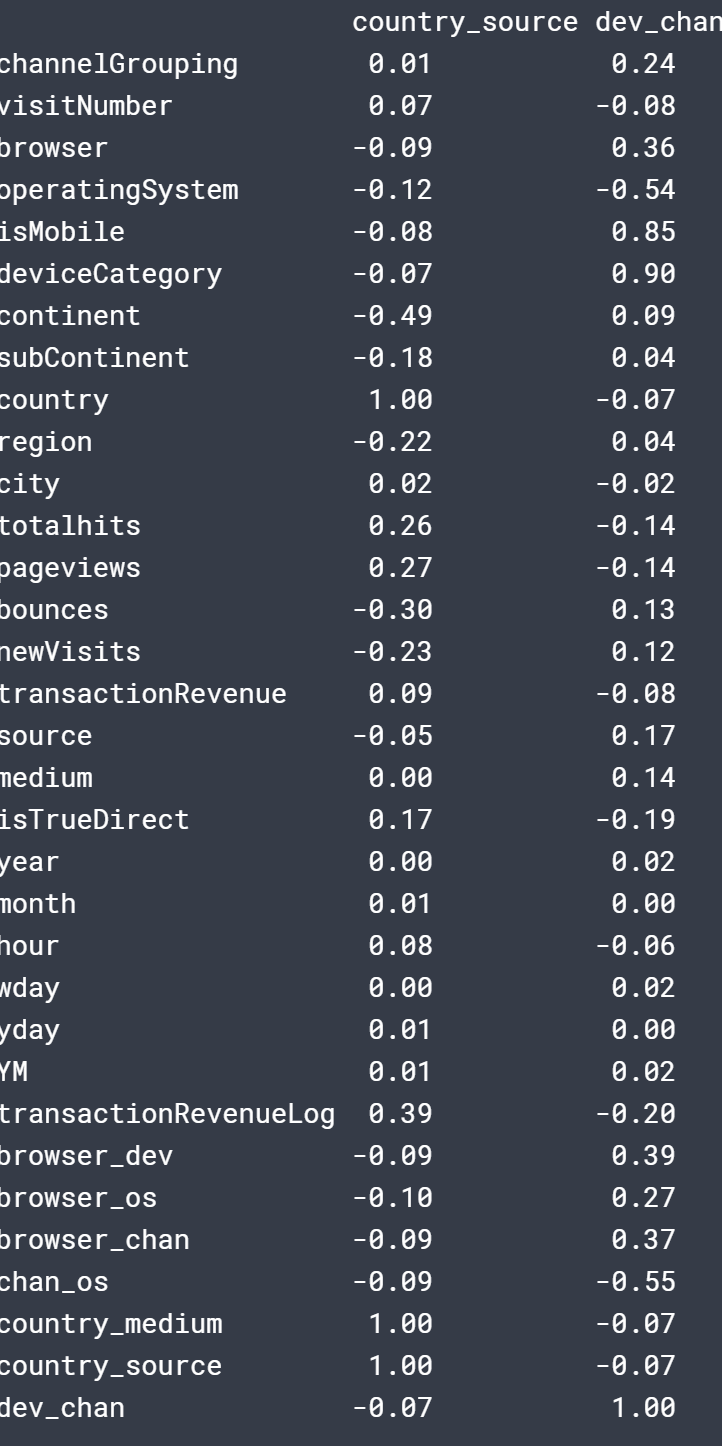 country_source dev_chan
channelGrouping 0.01 0.24
visitNumber 0.07 -0.08
browser -0.09 0.36
operatingSystem -0.12 -0.54
isMobile -0.08 0.85
deviceCategory -0.07 0.90
continent -0.49 0.09
subContinent -0.18 0.04
country 1.00 -0.07
region -0.22 0.04
city 0.02 -0.02
totalhits 0.26 -0.14
pageviews 0.27 -0.14
bounces -0.30 0.13
newVisits -0.23 0.12
transactionRevenue 0.09 -0.08
source -0.05 0.17
medium 0.00 0.14
isTrueDirect 0.17 -0.19
year 0.00 0.02
month 0.01 0.00
hour 0.08 -0.06
wday 0.00 0.02
yday 0.01 0.00
YM 0.01 0.02
transactionRevenueLog 0.39 -0.20
browser_dev -0.09 0.39
browser_os -0.10 0.27
browser_chan -0.09 0.37
chan_os -0.09 -0.55
country_medium 1.00 -0.07
country_source 1.00 -0.07
dev_chan -0.07 1.00